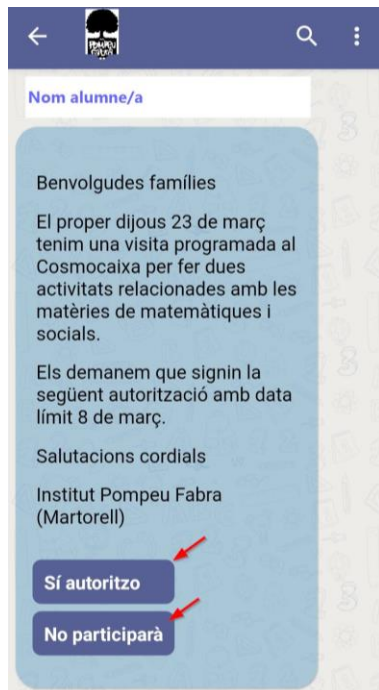 POMPEU
FABRA
Nom alumne/a
Benvolgudes famílies
El proper dijous 23 de març
tenim una visita programada al
Cosmocaixa per fer dues
activitats relacionades amb les
matèries de matemàtiques i
socials.
Els demanem que signin la
següent autorització amb data
límit 8 de març.
Salutacions cordials
Institut Pompeu Fabra
(Martorell)
Sí autoritzo
No participarà